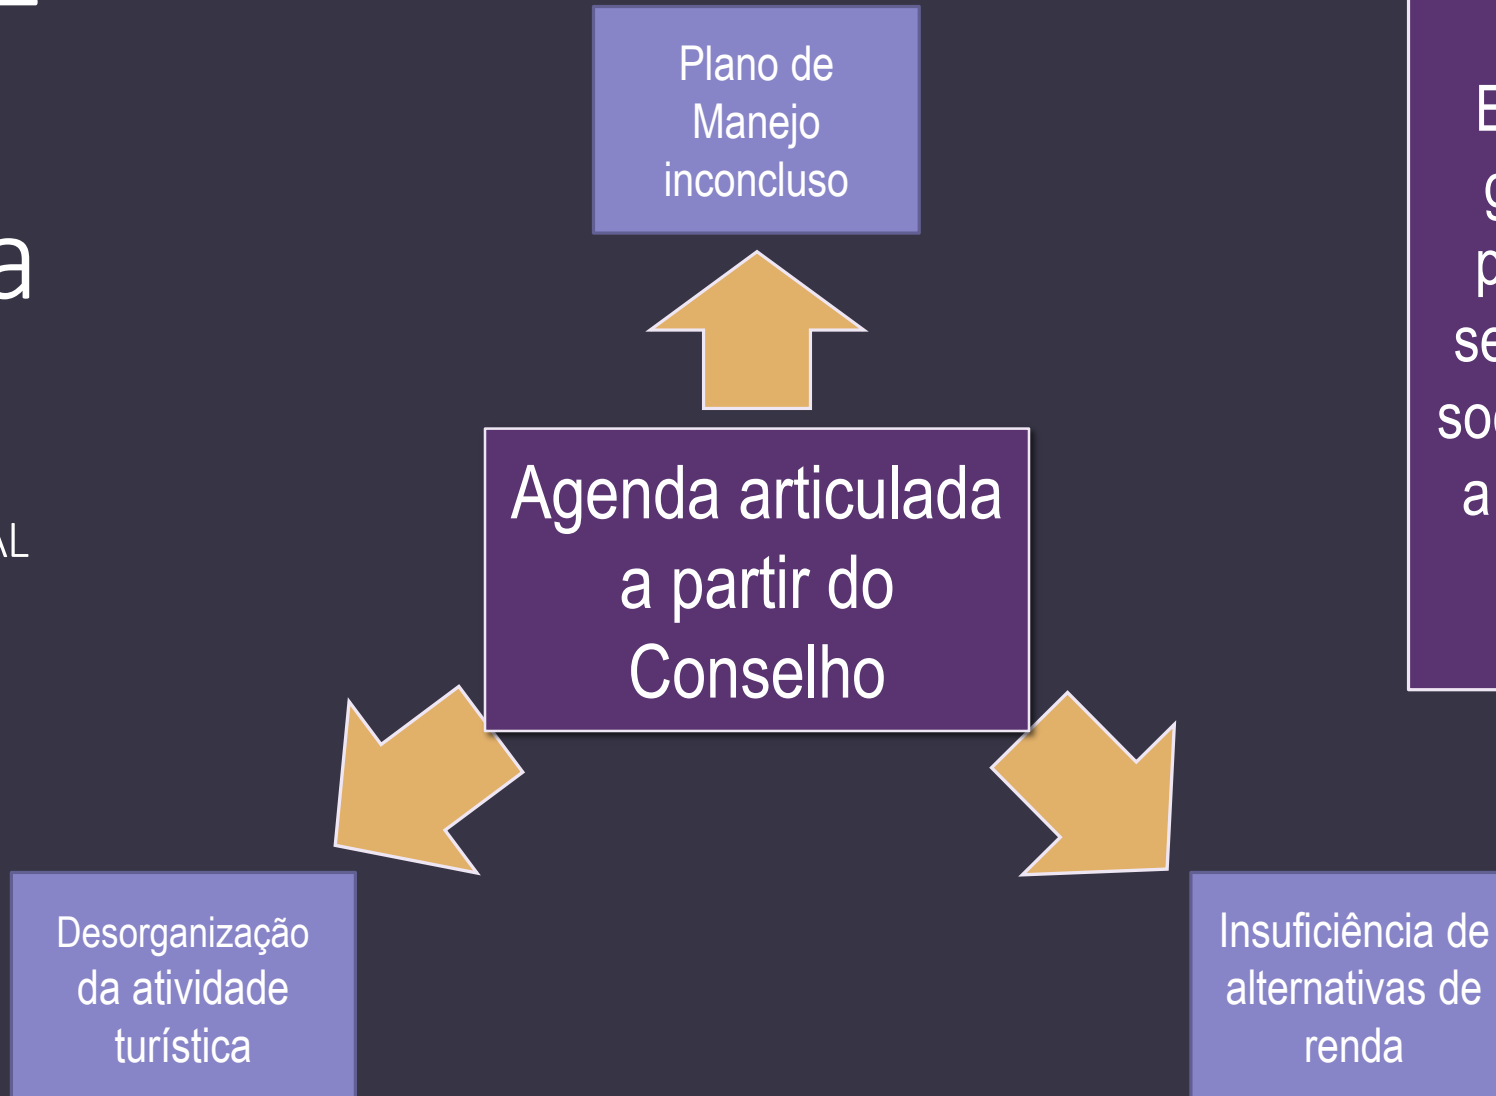 Plano de
Manejo
inconcluso
Agenda articulada
a partir do
Conselho
Desorganização
da atividade
turística
Insuficiência de
alternativas de
renda